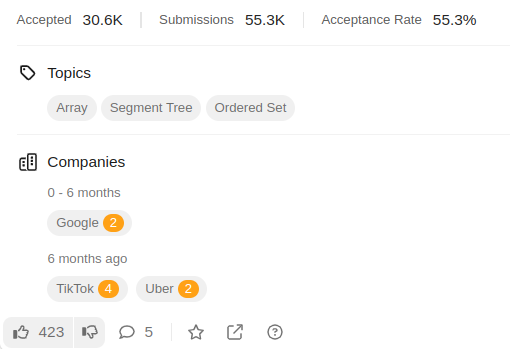 Accepted 30.6K Submissions 55.3K Acceptance Rate 55.3%
Topics
Array Segment Tree Ordered Set
Companies
0 - 6 months
Google 2
6 months ago
TikTok 4 Uber 2
423 5